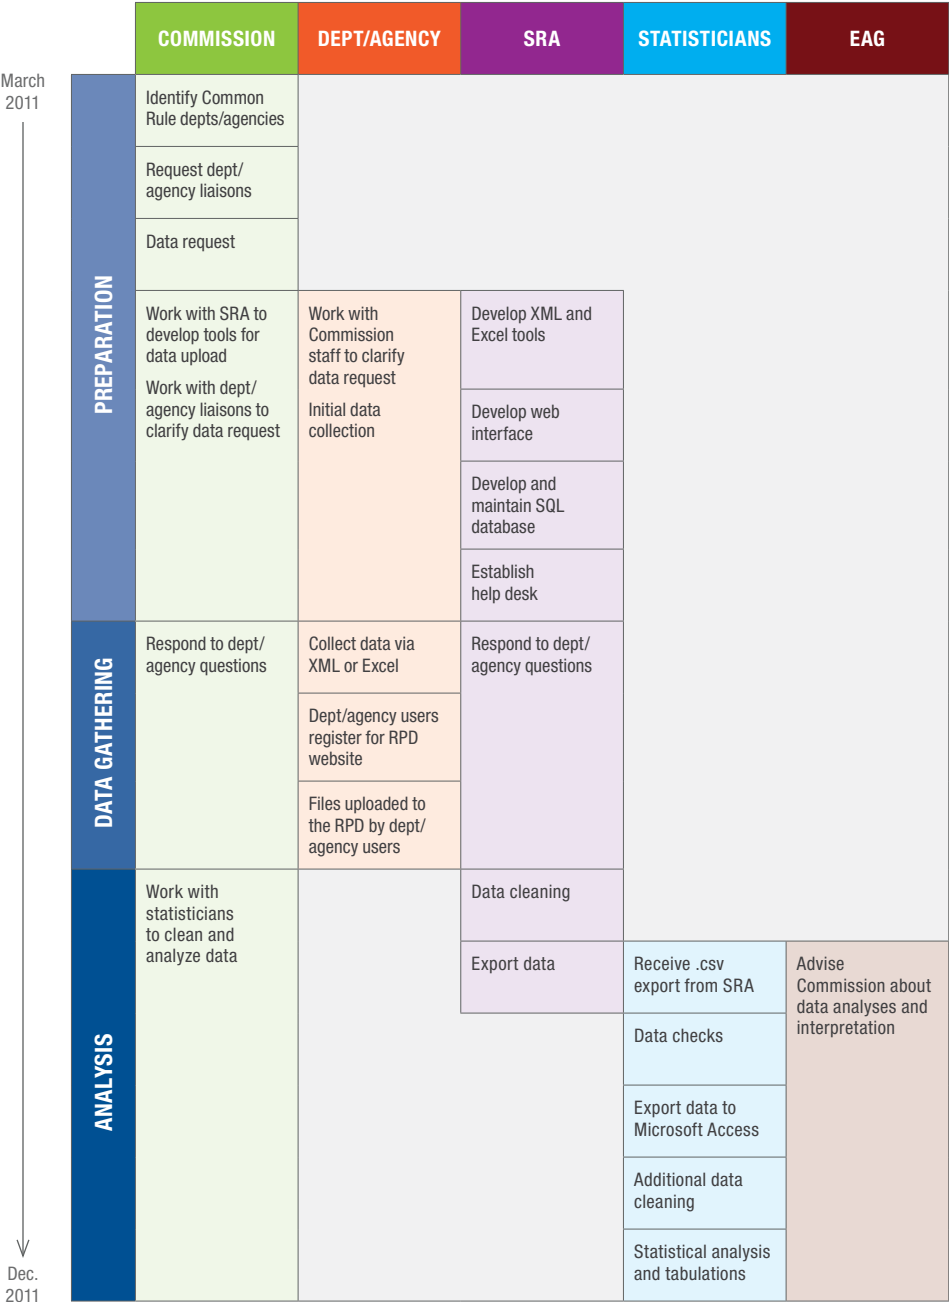 COMMISSION
DEPT/AGENCY
SRA
STATISTICIANS
EAG
March
2011
PREPARATION
Identify Common
Rule depts/agencies
Request dept/
agency liaisons
Data request
Work with SRA to
develop tools for
data upload
Work with dept/
agency liaisons to
clarify data request
Work with
Commission
staff to clarify
data request
Initial data
collection
Develop XML and
Excel tools
Develop web
interface
Develop and
maintain SQL
database
Establish
help desk
DATA GATHERING
Respond to dept/
agency questions
Collect data via
XML or Excel
Dept/agency users
register for RPD
website
Files uploaded to
the RPD by dept/
agency users
Respond to dept/
agency questions
ANALYSIS
Work with
statisticians
to clean and
analyze data
Data cleaning
Export data
Receive .csv
export from SRA
Data checks
Export data to
Microsoft Access
Additional data
cleaning
Statistical analysis
and tabulations
Advise
Commission about
data analyses and
interpretation
Dec.
2011